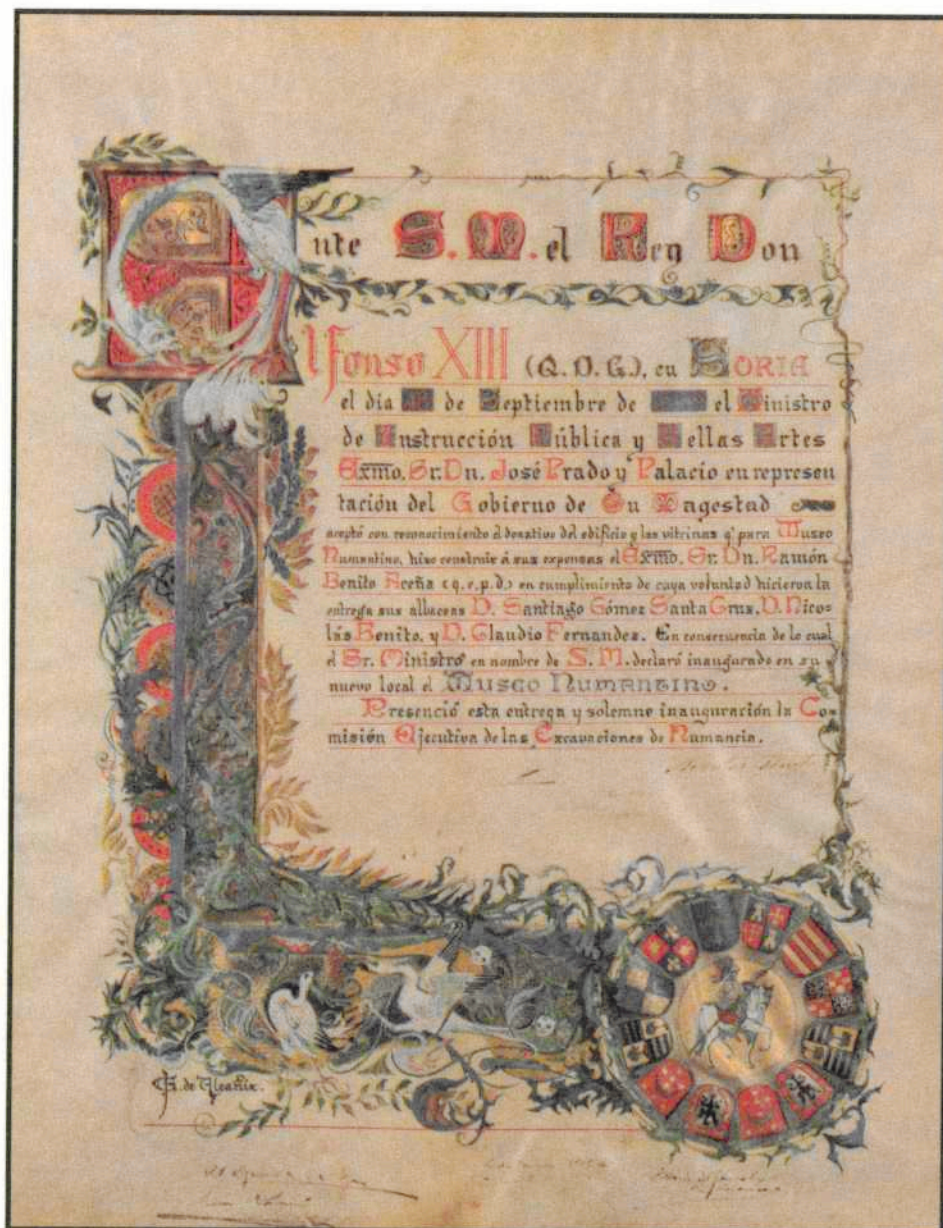 Ante S. M. el Rey Don
Alfonso XIII (Q. D. G.), en SORIA
el dia de Septiembre de el Ministro
de Instrucción Pública y Bellas Artes
Exmo. Sr. Dn. José Prado y Palacio en represen
tación del Gobierno de Su Magestad
aceptó con reconocimiento el donativo del edificio y las vitrinas q' para Museo
Numantino, hizo construir á sus expensas el Exmo. Sr. Dn. Ramón
Benito Aceña (q. e. p. d.) en cumplimiento de cuya voluntad hicieron la
entrega sus albaceas D. Santiago Gómez Santa Cruz, D. Nico-
lás Benito, y D. Claudio Fernandez. En consecuencia de lo cual
el Sr. Ministro en nombre de S. M. declaró inaugurado en su
nuevo local el MUSEO NUMANTINO.
Presenció esta entrega y solemne inauguración la Co-
misión Ejecutiva de las Excavaciones de Numancia.
de Alcañiz.